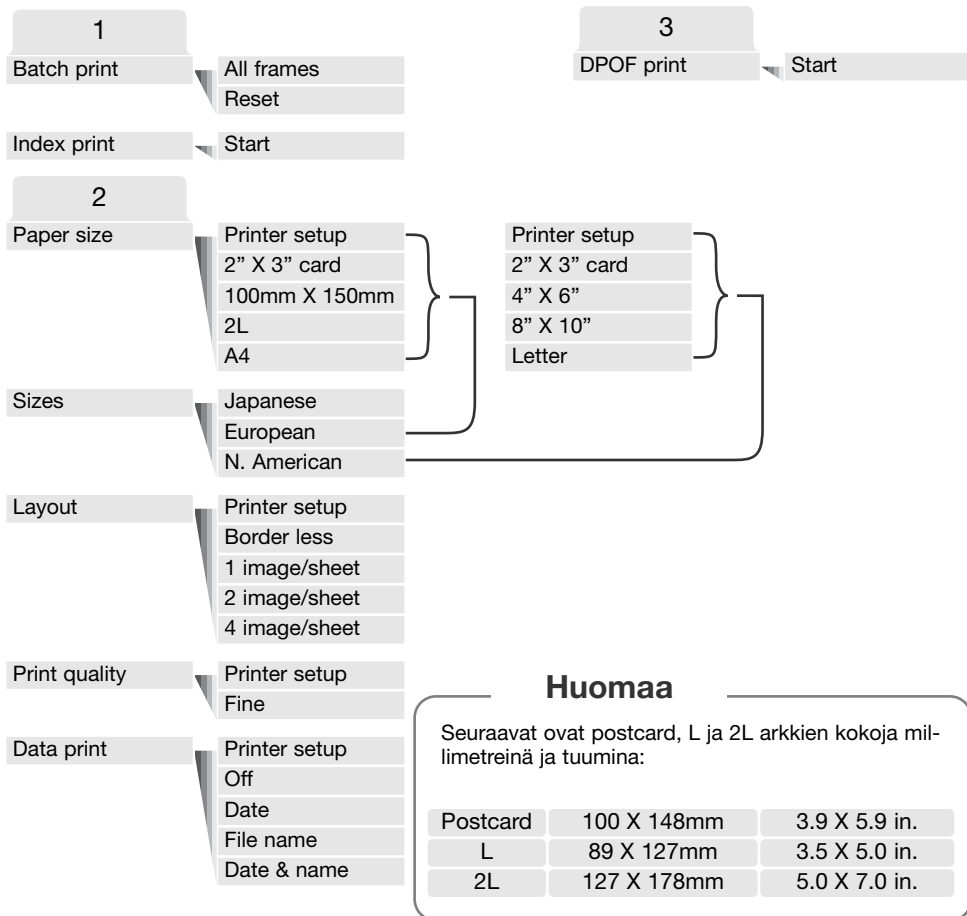 1
Batch print
All frames
Reset
Index print
Start
3
DPOF print
Start
2
Paper size
Printer setup
2” X 3” card
100mm X 150mm
2L
A4
Printer setup
2” X 3” card
4” X 6”
8” X 10”
Letter
Sizes
Japanese
European
N. American
Layout
Printer setup
Border less
1 image/sheet
2 image/sheet
4 image/sheet
Print quality
Printer setup
Fine
Data print
Printer setup
Off
Date
File name
Date & name
Huomaa
Seuraavat ovat postcard, L ja 2L arkkien kokoja mil-
limetreinä ja tuumina:
Postcard 100 X 148mm 3.9 X 5.9 in.
L 89 X 127mm 3.5 X 5.0 in.
2L 127 X 178mm 5.0 X 7.0 in.